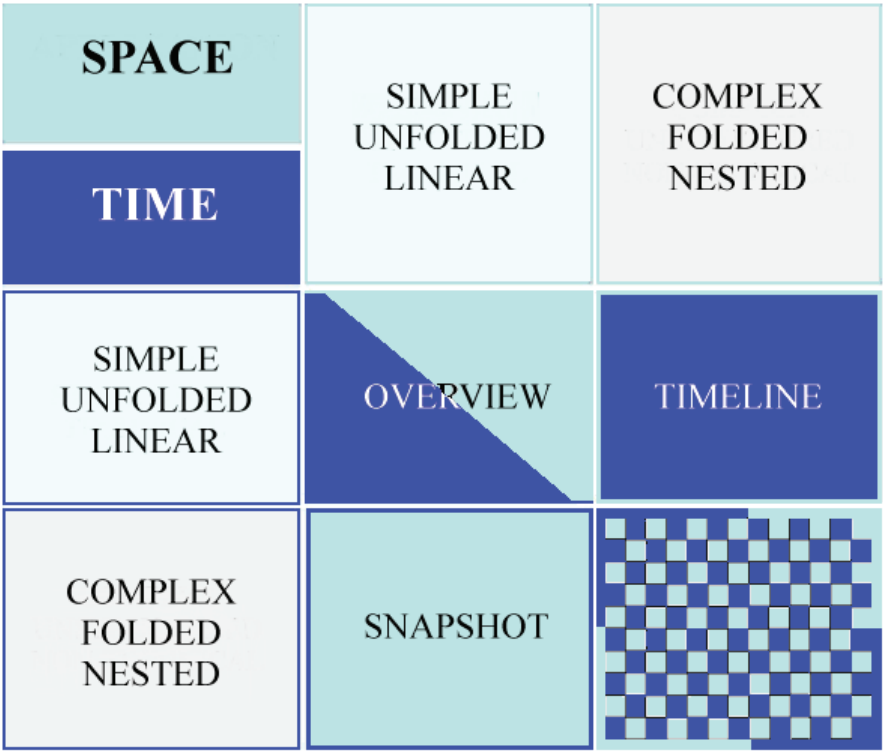 SPACE
TIME
SIMPLE
UNFOLDED
LINEAR
COMPLEX
FOLDED
NESTED
SIMPLE
UNFOLDED
LINEAR
OVERVIEW
TIMELINE
COMPLEX
FOLDED
NESTED
SNAPSHOT